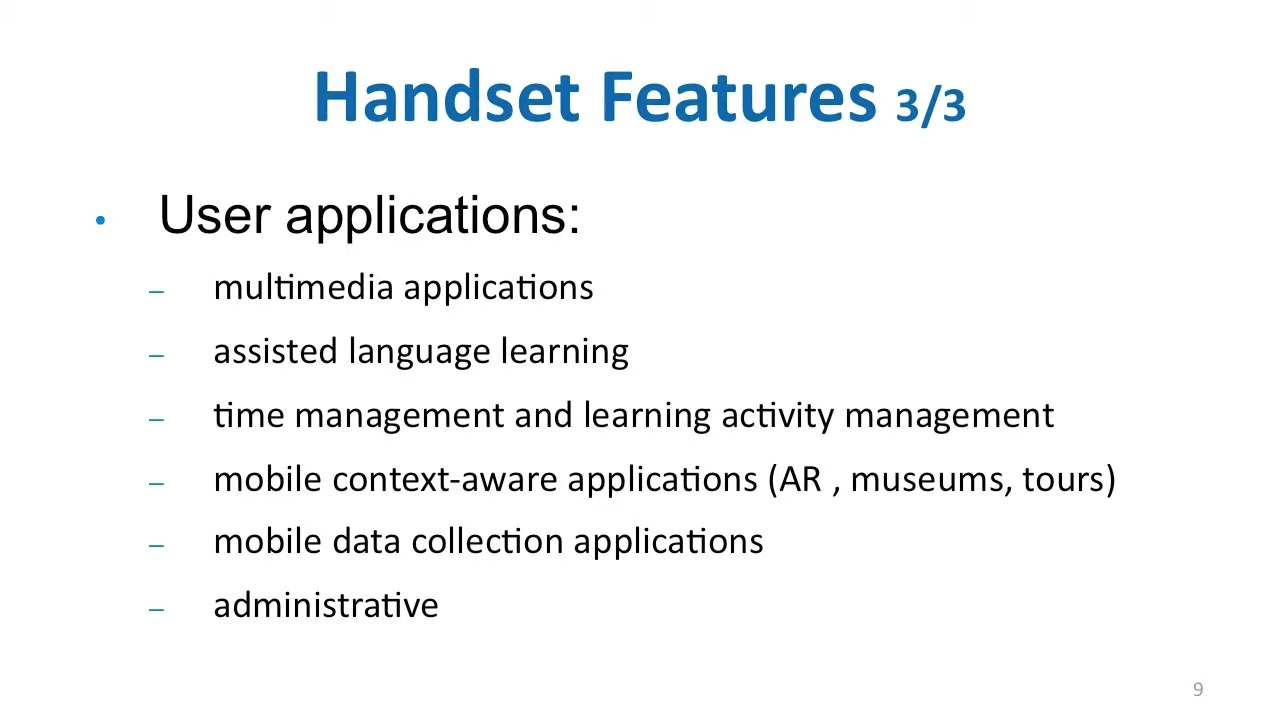 Handset Features 3/3
• User applications:
– multimedia applications
– assisted language learning
– time management and learning activity management
– mobile context-aware applications (AR , museums, tours)
– mobile data collection applications
– administrative
9